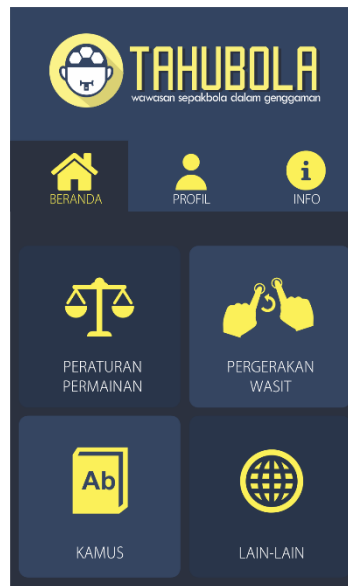 TAHUBOLA
wawasan sepakbola dalam genggaman
BERANDA
PROFIL
i
INFO
PERATURAN
PERMAINAN
PERGERAKAN
WASIT
Ab
KAMUS
LAIN-LAIN